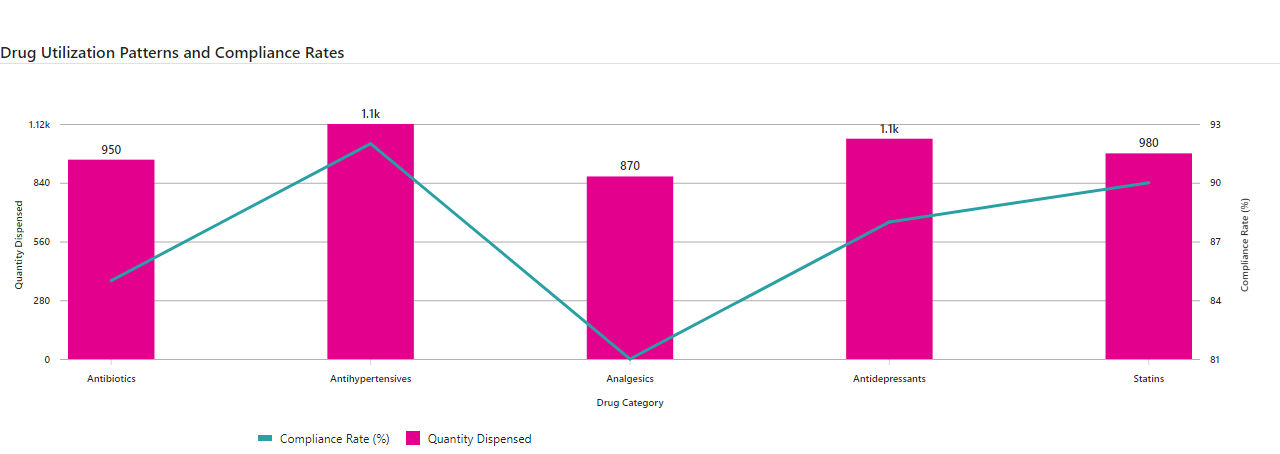 Drug Utilization Patterns and Compliance Rates
950
1.1k
870
1.1k
980
1.12k
840
560
280
0
93
90
87
84
81
Quantity Dispensed
Compliance Rate (%)
Antibiotics Antihypertensives Analgesics Antidepressants Statins
Drug Category
Compliance Rate (%) Quantity Dispensed